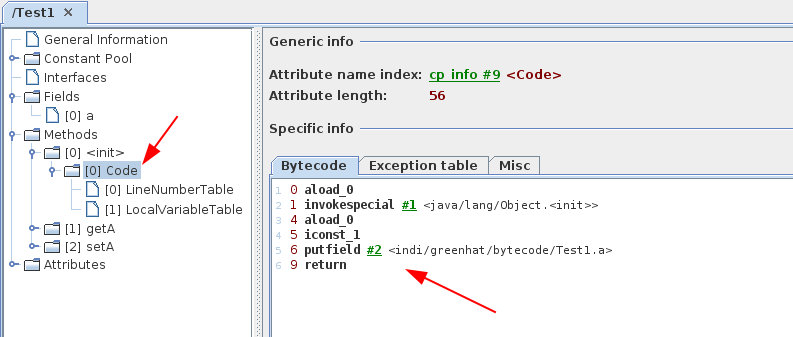 /Test1 ×
General Information
Constant Pool
Interfaces
Fields
[0] a
Methods
[0] <init>
[0] Code
[0] LineNumberTable
[1] LocalVariableTable
[1] getA
[2] setA
Attributes
Generic info
Attribute name index: cp info #9 <Code>
Attribute length: 56
Specific info
Bytecode Exception table Misc
1 0 aload_0
2 1 invokespecial #1 <java/lang/Object.<init>>
3 4 aload_0
4 5 iconst_1
5 6 putfield #2 <indi/greenhat/bytecode/Test1.a>
6 9 return